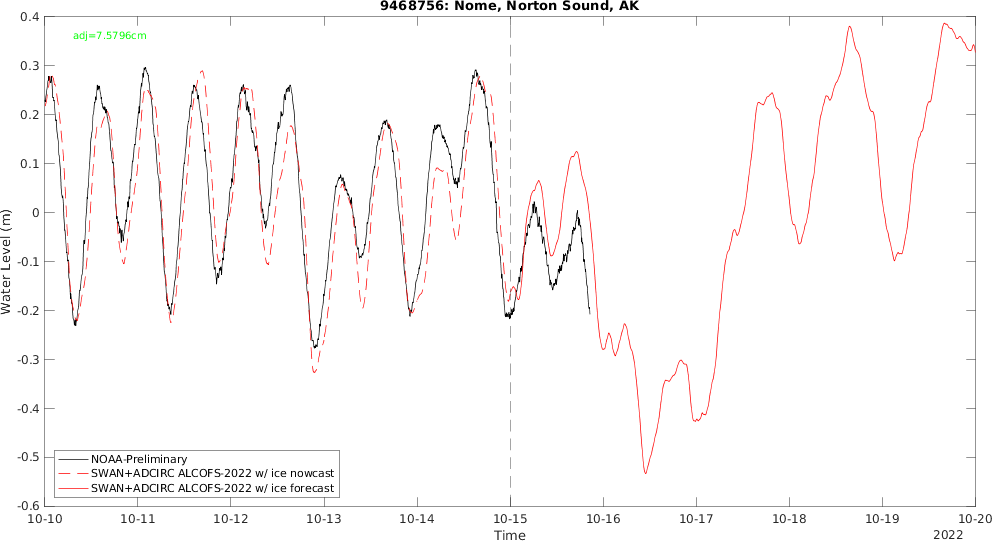 9468756: Nome, Norton Sound, AK
adj=7.5796cm
0.4
0.3
0.2
0.1
0
-0.1
-0.2
-0.3
-0.4
-0.5
-0.6
Water Level (m)
NOAA-Preliminary
SWAN+ADCIRC ALCOFS-2022 w/ ice nowcast
SWAN+ADCIRC ALCOFS-2022 w/ ice forecast
10-10 10-11 10-12 10-13 10-14 10-15 10-16 10-17 10-18 10-19 10-20
Time
2022